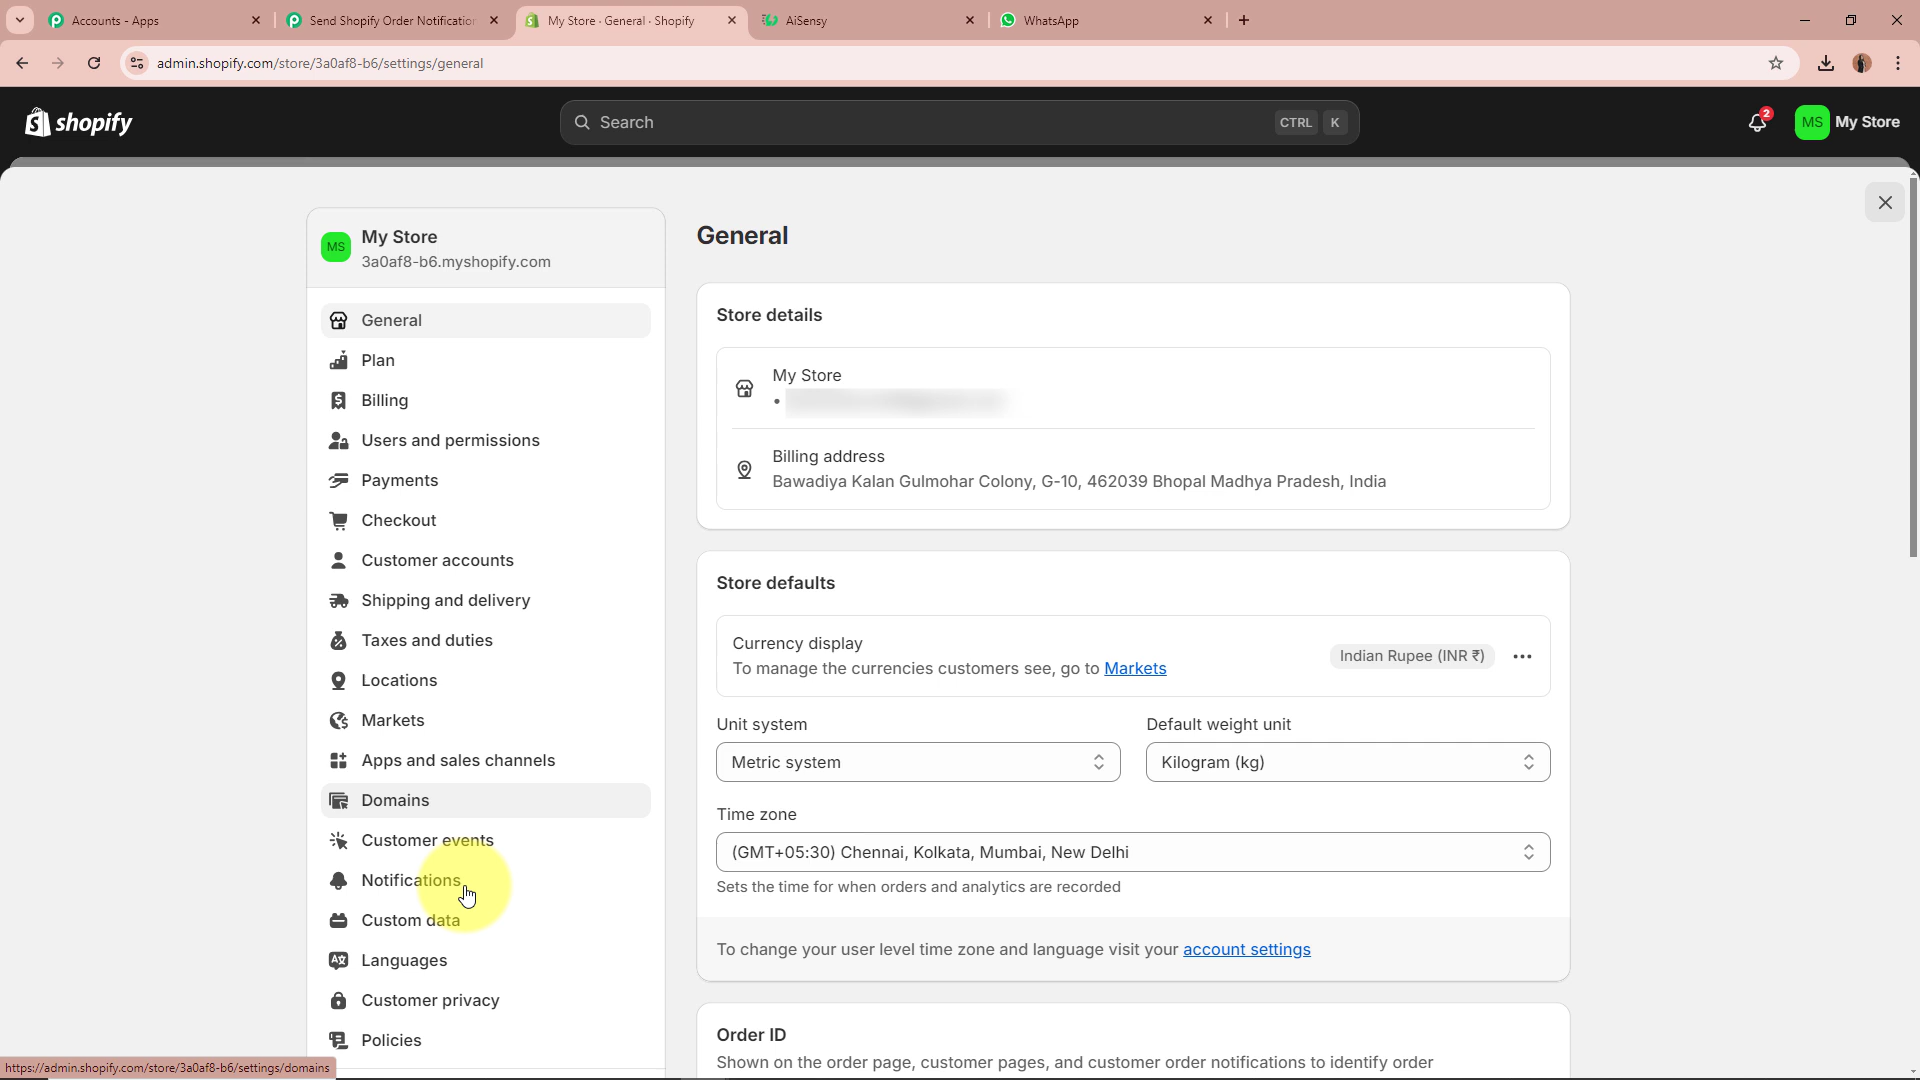 Accounts - Apps
Send Shopify Order Notification
My Store · General · Shopify
AiSensy
WhatsApp
admin.shopify.com/store/3a0af8-b6/settings/general
shopify
Search
CTRL K
2
MS My Store
MS
My Store
3a0af8-b6.myshopify.com
General
Plan
Billing
Users and permissions
Payments
Checkout
Customer accounts
Shipping and delivery
Taxes and duties
Locations
Markets
Apps and sales channels
Domains
Customer events
Notifications
Custom data
Languages
Customer privacy
Policies
General
Store details
My Store
•
Billing address
Bawadiya Kalan Gulmohar Colony, G-10, 462039 Bhopal Madhya Pradesh, India
Store defaults
Currency display
To manage the currencies customers see, go to Markets
Indian Rupee (INR ₹)
Unit system
Default weight unit
Metric system
Kilogram (kg)
Time zone
(GMT+05:30) Chennai, Kolkata, Mumbai, New Delhi
Sets the time for when orders and analytics are recorded
To change your user level time zone and language visit your account settings
Order ID
Shown on the order page, customer pages, and customer order notifications to identify order
https://admin.shopify.com/store/3a0af8-b6/settings/domains